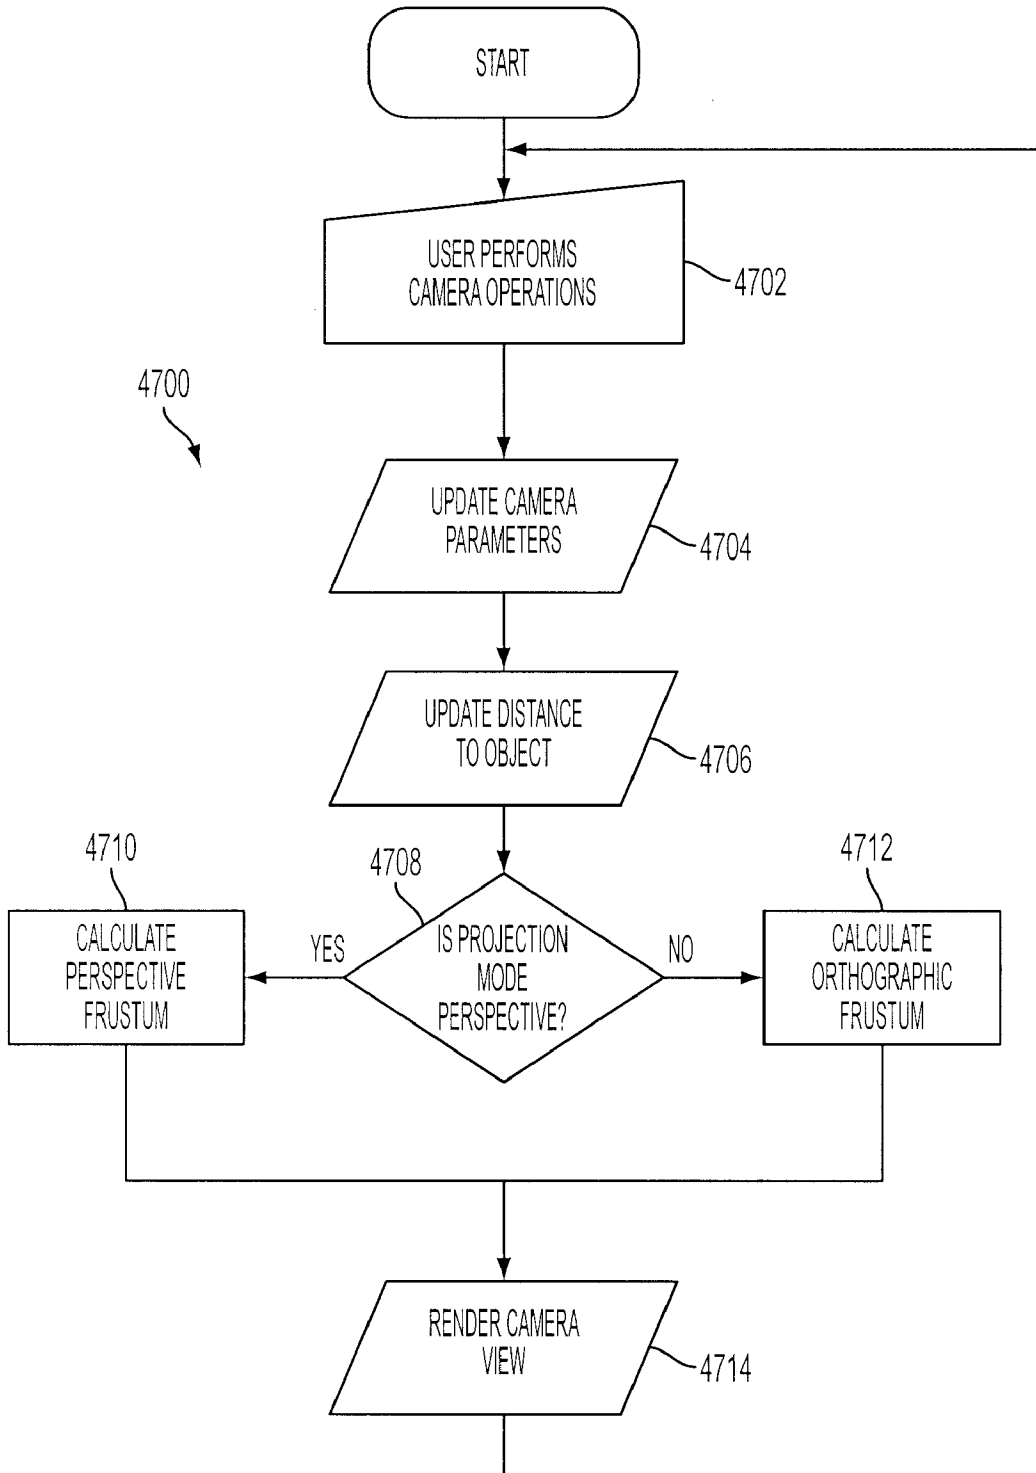 START
USER PERFORMS
CAMERA OPERATIONS
4702
4700
UPDATE CAMERA
PARAMETERS
4704
UPDATE DISTANCE
TO OBJECT
4706
4710
4708
4712
CALCULATE
PERSPECTIVE
FRUSTUM
YES
IS PROJECTION
MODE
PERSPECTIVE?
NO
CALCULATE
ORTHOGRAPHIC
FRUSTUM
RENDER CAMERA
VIEW
4714